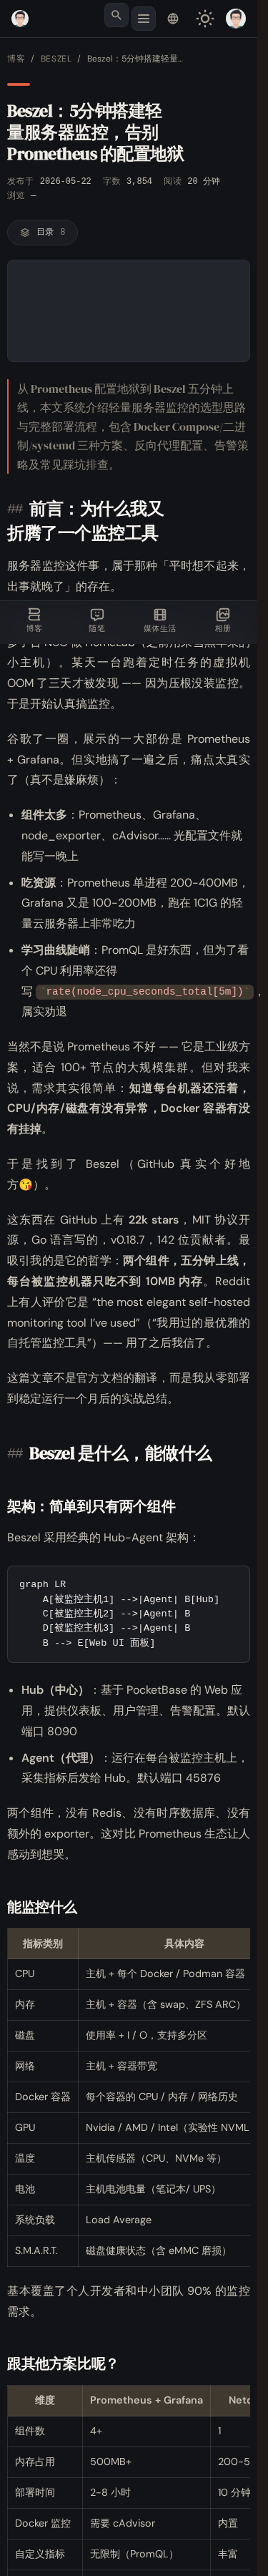 博客 / BESZEL / Beszel：5分钟搭建轻量…
Beszel：5分钟搭建轻
量服务器监控，告别
Prometheus 的配置地狱
发布于 2026-05-22 字数 3,854 阅读 20 分钟
浏览 —
目录 8
从 Prometheus 配置地狱到 Beszel 五分钟上
线，本文系统介绍轻量服务器监控的选型思路
与完整部署流程，包含 Docker Compose/二进
制/systemd 三种方案、反向代理配置、告警策
略及常见踩坑排查。
## 前言：为什么我又
折腾了一个监控工具
服务器监控这件事，属于那种「平时想不起来，
出事就晚了」的存在。
博客 随笔 媒体生活 相册
小主机）。某天一台跑着定时任务的虚拟机
OOM 了三天才被发现 —— 因为压根没装监控。
于是开始认真搞监控。
谷歌了一圈，展示的一大部份是 Prometheus
+ Grafana。但实地搞了一遍之后，痛点太真实
了（真不是嫌麻烦）：
• 组件太多：Prometheus、Grafana、
node_exporter、cAdvisor…… 光配置文件就
能写一晚上
• 吃资源：Prometheus 单进程 200-400MB，
Grafana 又是 100-200MB，跑在 1C1G 的轻
量云服务器上非常吃力
• 学习曲线陡峭：PromQL 是好东西，但为了看
个 CPU 利用率还得
写 `rate(node_cpu_seconds_total[5m])`，
属实劝退
当然不是说 Prometheus 不好 —— 它是工业级方
案，适合 100+ 节点的大规模集群。但对我来
说，需求其实很简单：知道每台机器还活着，
CPU/内存/磁盘有没有异常，Docker 容器有没
有挂掉。
于是找到了 Beszel（GitHub 真实个好地
方😘）。
这东西在 GitHub 上有 22k stars，MIT 协议开
源，Go 语言写的，v0.18.7，142 位贡献者。最
吸引我的是它的哲学：两个组件，五分钟上线，
每台被监控机器只吃不到 10MB 内存。Reddit
上有人评价它是 “the most elegant self-hosted
monitoring tool I’ve used”（“我用过的最优雅的
自托管监控工具”）—— 用了之后我信了。
这篇文章不是官方文档的翻译，而是我从零部署
到稳定运行一个月后的实战总结。
## Beszel 是什么，能做什么
架构：简单到只有两个组件
Beszel 采用经典的 Hub-Agent 架构：
graph LR
A[被监控主机1] -->|Agent| B[Hub]
C[被监控主机2] -->|Agent| B
D[被监控主机3] -->|Agent| B
B --> E[Web UI 面板]
• Hub（中心）：基于 PocketBase 的 Web 应
用，提供仪表板、用户管理、告警配置。默认
端口 8090
• Agent（代理）：运行在每台被监控主机上，
采集指标后发给 Hub。默认端口 45876
两个组件，没有 Redis、没有时序数据库、没有
额外的 exporter。这对比 Prometheus 生态让人
感动到想哭。
能监控什么
指标类别 具体内容
CPU 主机 + 每个 Docker / Podman 容器
内存 主机 + 容器（含 swap、ZFS ARC）
磁盘 使用率 + I / O，支持多分区
网络 主机 + 容器带宽
Docker 容器 每个容器的 CPU / 内存 / 网络历史
GPU Nvidia / AMD / Intel（实验性 NVML
温度 主机传感器（CPU、NVMe 等）
电池 主机电池电量（笔记本/ UPS）
系统负载 Load Average
S.M.A.R.T. 磁盘健康状态（含 eMMC 磨损）
基本覆盖了个人开发者和中小团队 90% 的监控
需求。
跟其他方案比呢？
维度 Prometheus + Grafana
组件数 4+ 1
内存占用 500MB+
部署时间 2-8 小时 10 分钟
Docker 监控 需要 cAdvisor 内置
自定义指标 无限制（PromQL） 丰富